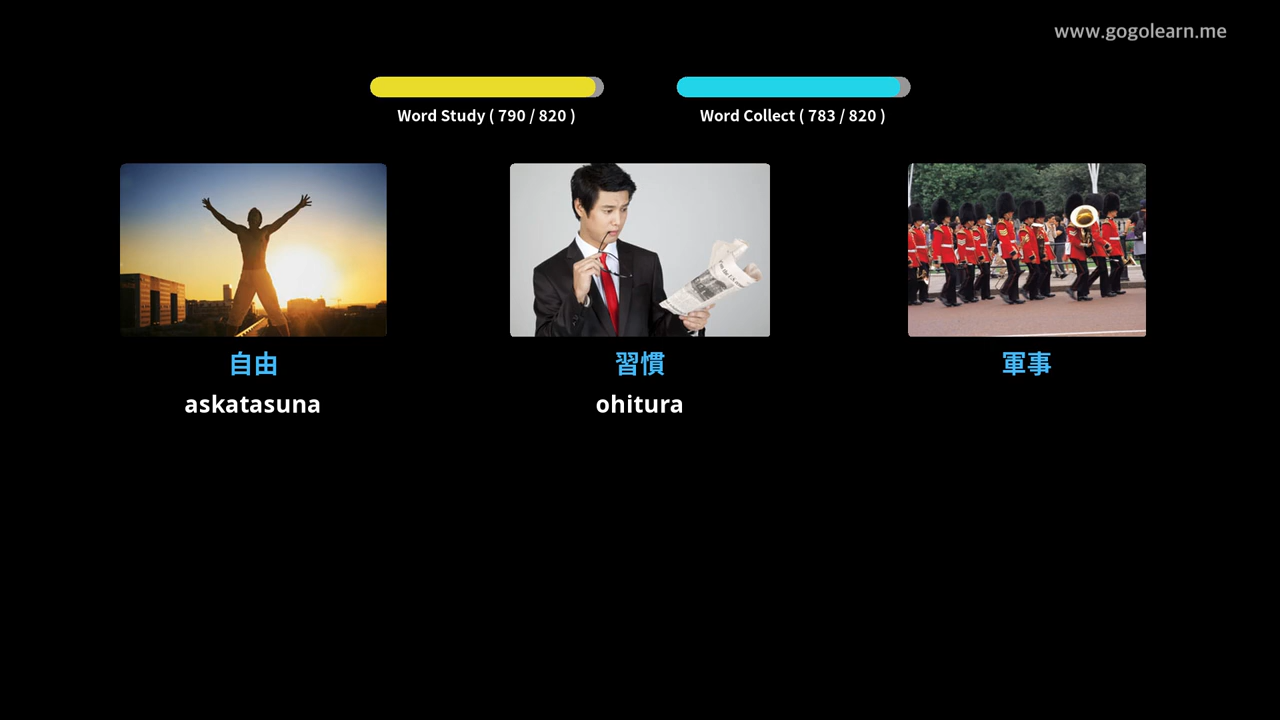 www.gogolearn.me
Word Study ( 790 / 820 )
Word Collect ( 783 / 820 )
自由
習慣
軍事
askatasuna
ohitura